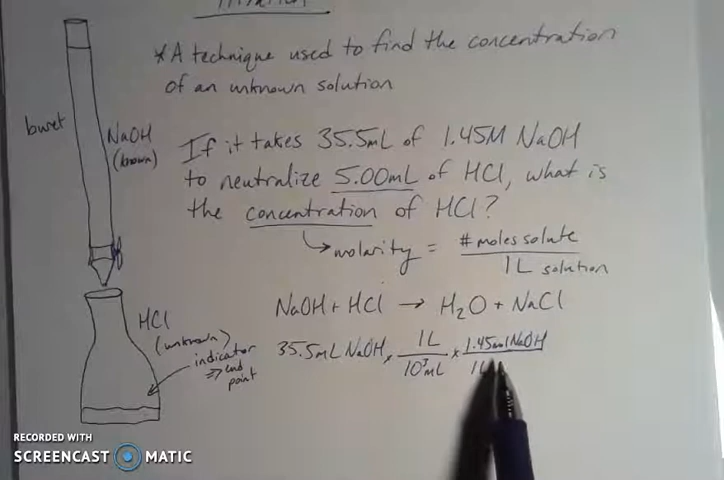 * A technique used to find the concentration
of an unknown solution
buret
NaOH
(known)
If it takes 35.5mL of 1.45M NaOH
to neutralize 5.00mL of HCl, what is
the concentration of HCl?
→ molarity = # moles solute
1 L solution
NaOH + HCl → H₂O + NaCl
HCl
(unknown)
indicator
⇒ end
point
35.5mL NaOH × 1L × 1.45mol NaOH
10³mL 1L
RECORDED WITH
SCREENCAST MATIC